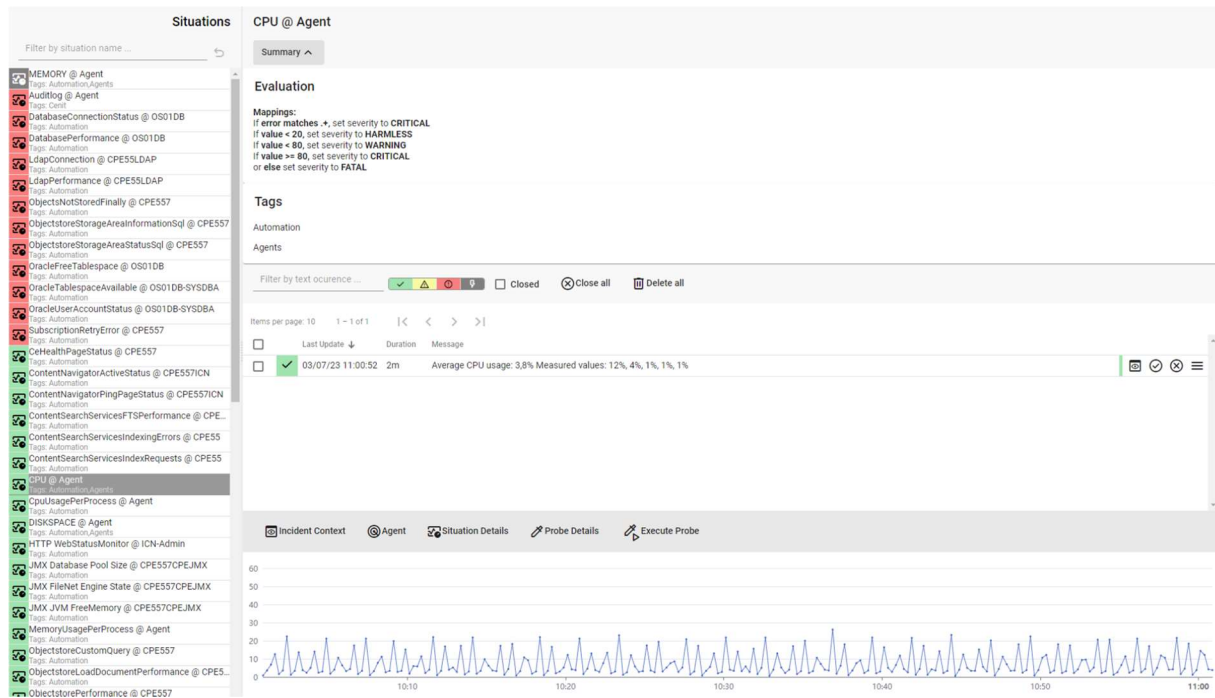 Situations
Filter by situation name ...
MEMORY @ Agent
Tags: Automation,Agents
Auditlog @ Agent
Tags: Cenit
DatabaseConnectionStatus @ OS01DB
Tags: Automation
DatabasePerformance @ OS01DB
Tags: Automation
LdapConnection @ CPE55LDAP
Tags: Automation
LdapPerformance @ CPE55LDAP
Tags: Automation
ObjectsNotStoredFinally @ CPE557
Tags: Automation
ObjectstoreStorageAreaInformationSql @ CPE557
Tags: Automation
ObjectstoreStorageAreaStatusSql @ CPE557
Tags: Automation
OracleFreeTablespace @ OS01DB
Tags: Automation
OracleTablespaceAvailable @ OS01DB-SYSDBA
Tags: Automation
OracleUserAccountStatus @ OS01DB-SYSDBA
Tags: Automation
SubscriptionRetryError @ CPE557
Tags: Automation
CeHealthPageStatus @ CPE557
Tags: Automation
ContentNavigatorActiveStatus @ CPE557ICN
Tags: Automation
ContentNavigatorPingPageStatus @ CPE557ICN
Tags: Automation
ContentSearchServicesFTSPerformance @ CPE...
Tags: Automation
ContentSearchServicesIndexingErrors @ CPE55
Tags: Automation
ContentSearchServicesIndexRequests @ CPE55
Tags: Automation
CPU @ Agent
Tags: Automation,Agents
CpuUsagePerProcess @ Agent
Tags: Automation
DISKSPACE @ Agent
Tags: Automation,Agents
HTTP WebStatusMonitor @ ICN-Admin
Tags: Automation
JMX Database Pool Size @ CPE557CPEJMX
Tags: Automation
JMX FileNet Engine State @ CPE557CPEJMX
Tags: Automation
JMX JVM FreeMemory @ CPE557CPEJMX
Tags: Automation
MemoryUsagePerProcess @ Agent
Tags: Automation
ObjectstoreCustomQuery @ CPE557
Tags: Automation
ObjectstoreLoadDocumentPerformance @ CPE5...
Tags: Automation
ObjectstorePerformance @ CPE557
CPU @ Agent
Summary
Evaluation
Mappings:
If error matches .+, set severity to CRITICAL
If value < 20, set severity to HARMLESS
If value < 80, set severity to WARNING
If value >= 80, set severity to CRITICAL
or else set severity to FATAL
Tags
Automation
Agents
Filter by text ocurence ... Closed Close all Delete all
Items per page: 10 1 – 1 of 1
Last Update Duration Message
03/07/23 11:00:52 2m Average CPU usage: 3,8% Measured values: 12%, 4%, 1%, 1%, 1%
Incident Context Agent Situation Details Probe Details Execute Probe
60
50
40
30
20
10
0
10:10 10:20 10:30 10:40 10:50 11:00